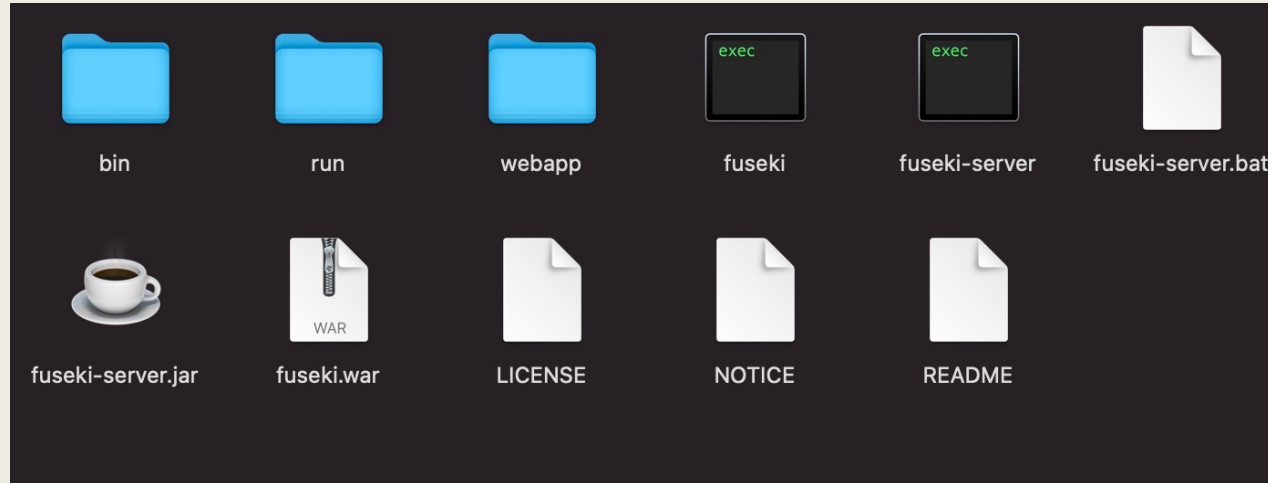 exec
exec
bin
run
webapp
fuseki
fuseki-server
fuseki-server.bat
WAR
fuseki-server.jar
fuseki.war
LICENSE
NOTICE
README